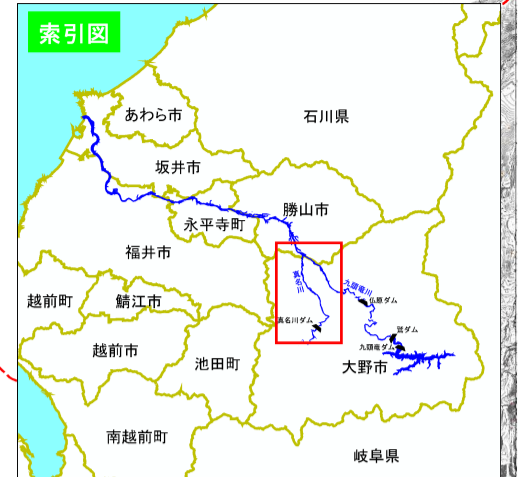 索引図
あわら市
石川県
坂井市
勝山市
永平寺町
福井市
九頭竜川
真名川
仏原ダム
越前町
鯖江市
真名川ダム
鷲ダム
九頭竜ダム
越前市
池田町
大野市
南越前町
岐阜県